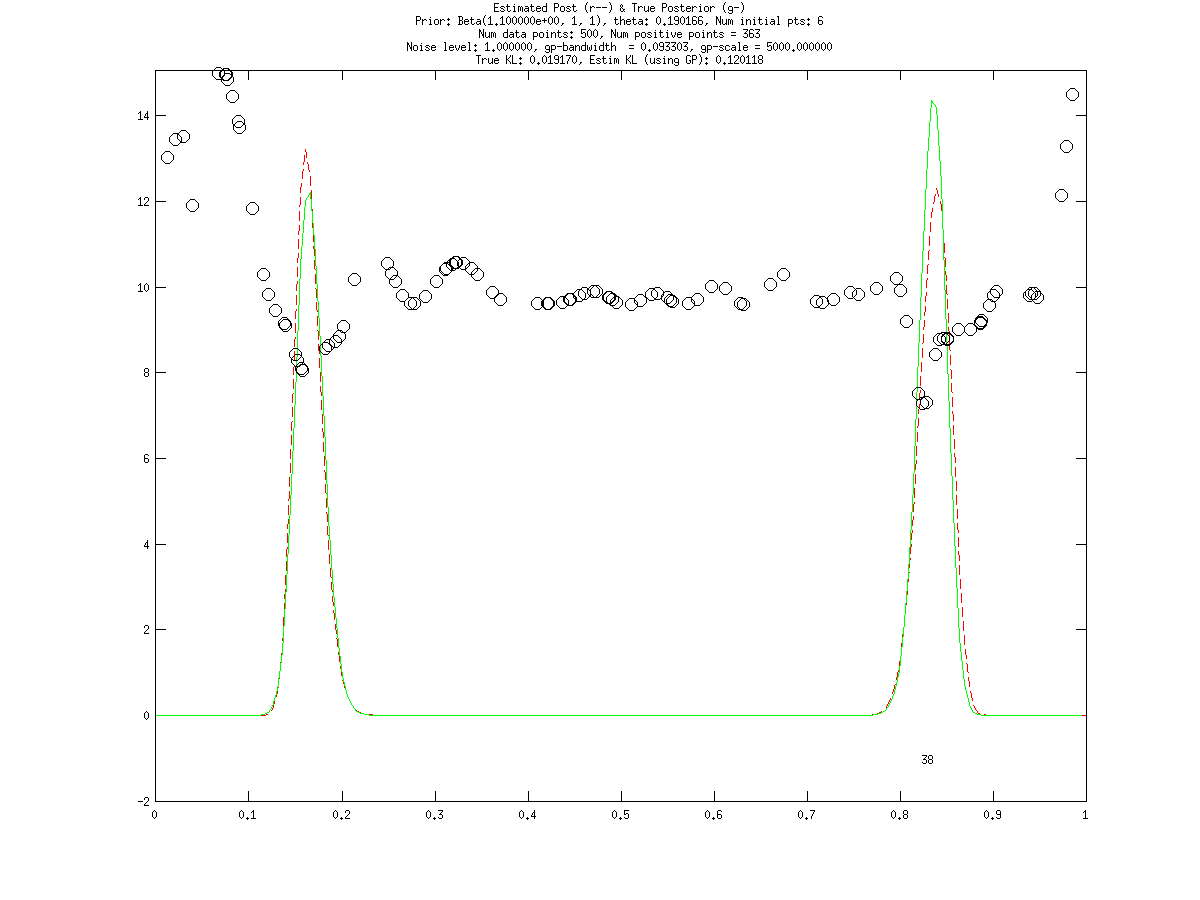 Estimated Post (r--) & True Posterior (g-)
Prior: Beta(1.100000e+00, 1, 1), theta: 0.190166, Num initial pts: 6
Num data points: 500, Num positive points = 363
Noise level: 1.000000, gp-bandwidth  = 0.093303, gp-scale = 5000.000000
True KL: 0.019170, Estim KL (using GP): 0.120118
14
12
10
8
6
4
2
0
38
-2
0 0.1 0.2 0.3 0.4 0.5 0.6 0.7 0.8 0.9 1